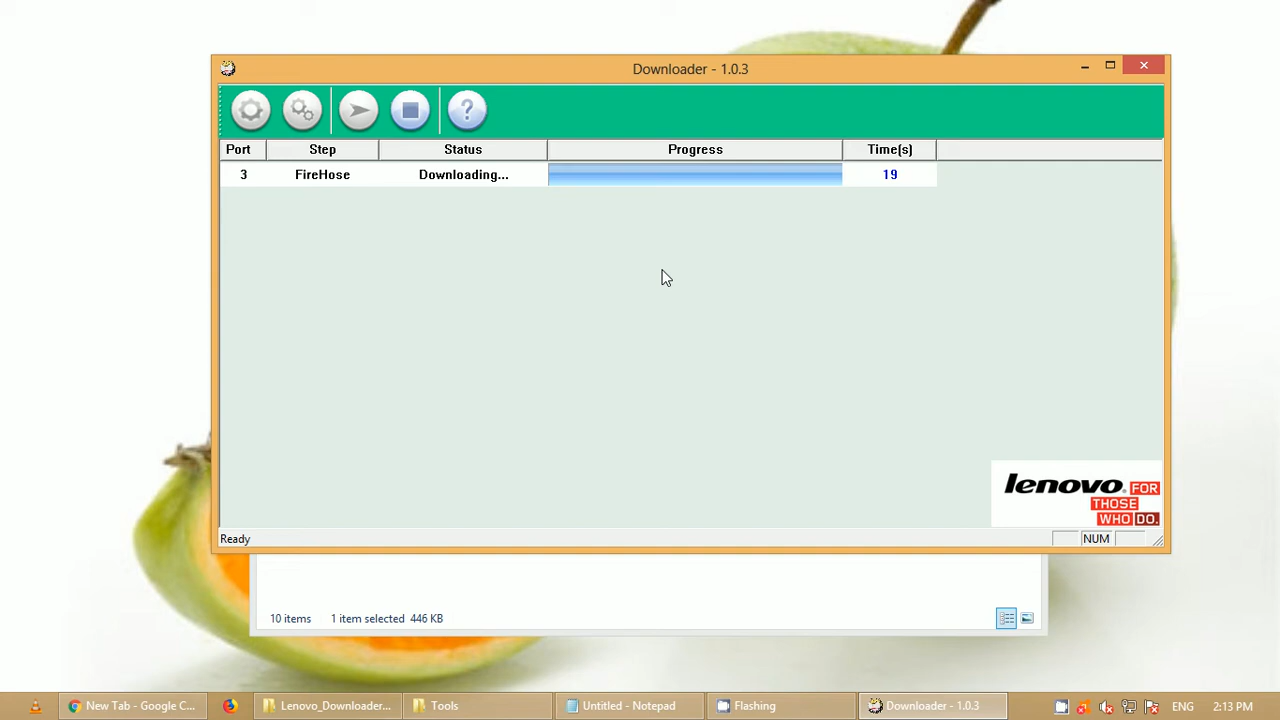 Downloader - 1.0.3
?
Port Step Status Progress Time(s)
3 FireHose Downloading... 19
lenovo FOR
THOSE
WHO DO.
Ready NUM
10 items 1 item selected 446 KB
New Tab - Google C... Lenovo_Downloader... Tools Untitled - Notepad Flashing Downloader - 1.0.3 ENG 2:13 PM